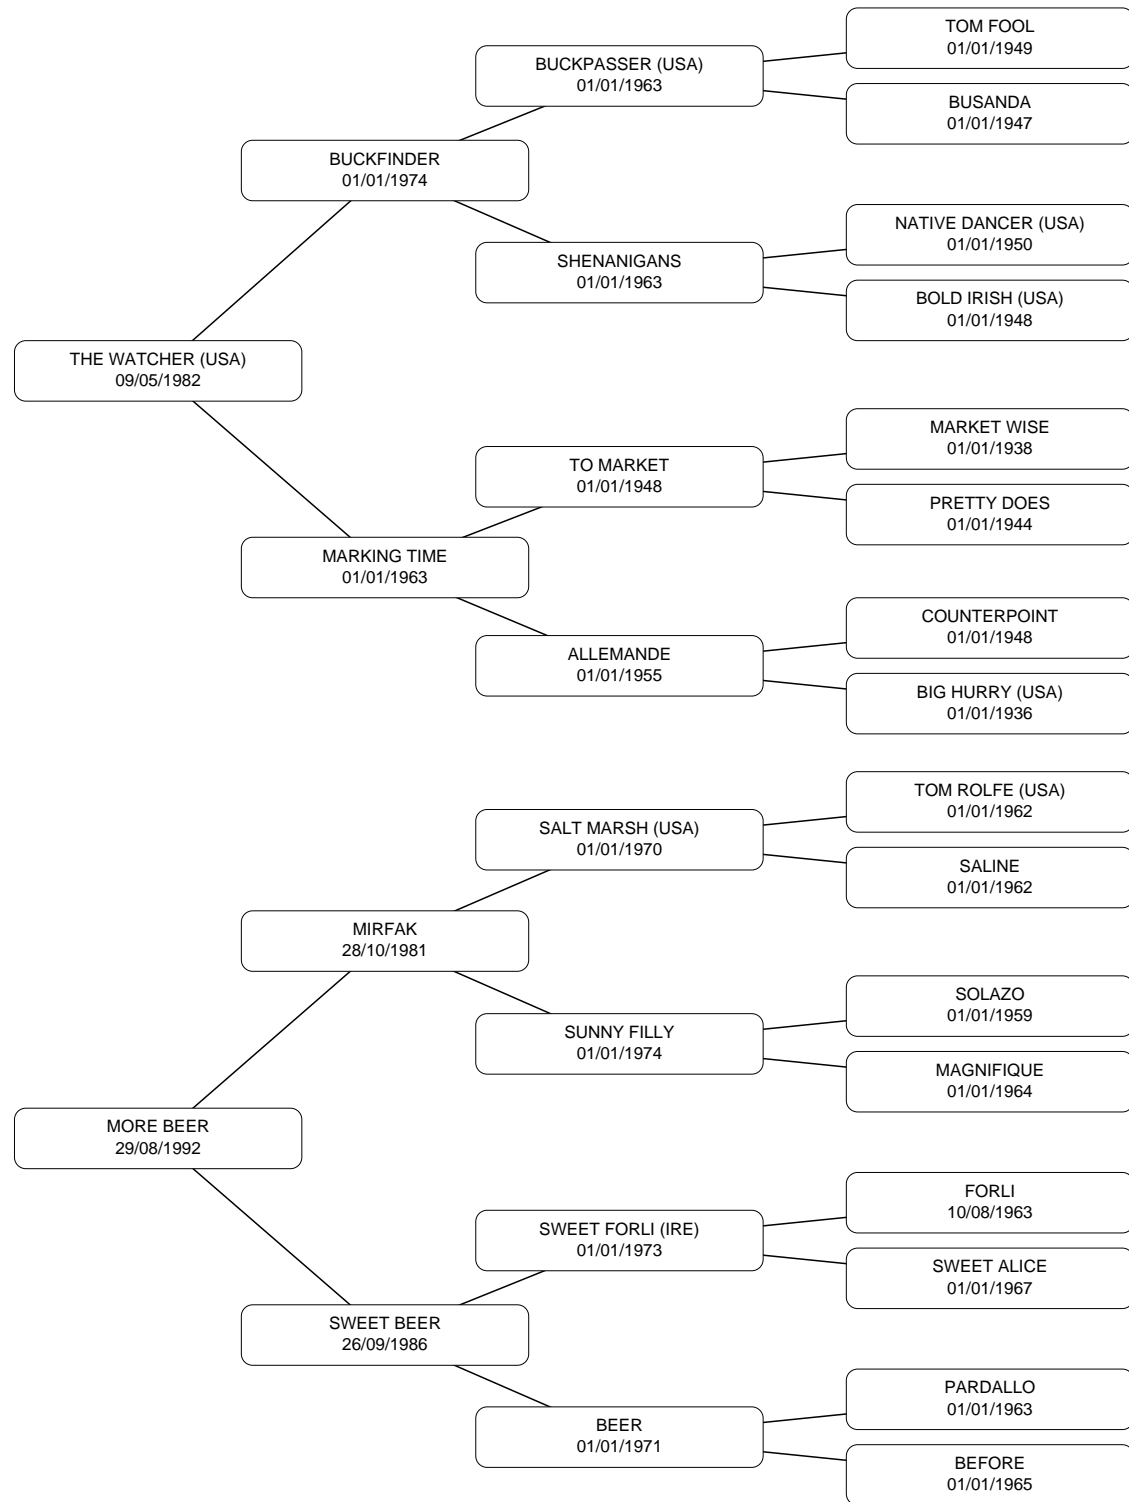 TOM FOOL
01/01/1949
BUCKPASSER (USA)
01/01/1963
BUSANDA
01/01/1947
BUCKFINDER
01/01/1974
NATIVE DANCER (USA)
01/01/1950
SHENANIGANS
01/01/1963
BOLD IRISH (USA)
01/01/1948
THE WATCHER (USA)
09/05/1982
MARKET WISE
01/01/1938
TO MARKET
01/01/1948
PRETTY DOES
01/01/1944
MARKING TIME
01/01/1963
COUNTERPOINT
01/01/1948
ALLEMANDE
01/01/1955
BIG HURRY (USA)
01/01/1936
TOM ROLFE (USA)
01/01/1962
SALT MARSH (USA)
01/01/1970
SALINE
01/01/1962
MIRFAK
28/10/1981
SOLAZO
01/01/1959
SUNNY FILLY
01/01/1974
MAGNIFIQUE
01/01/1964
MORE BEER
29/08/1992
FORLI
10/08/1963
SWEET FORLI (IRE)
01/01/1973
SWEET ALICE
01/01/1967
SWEET BEER
26/09/1986
PARDALLO
01/01/1963
BEER
01/01/1971
BEFORE
01/01/1965